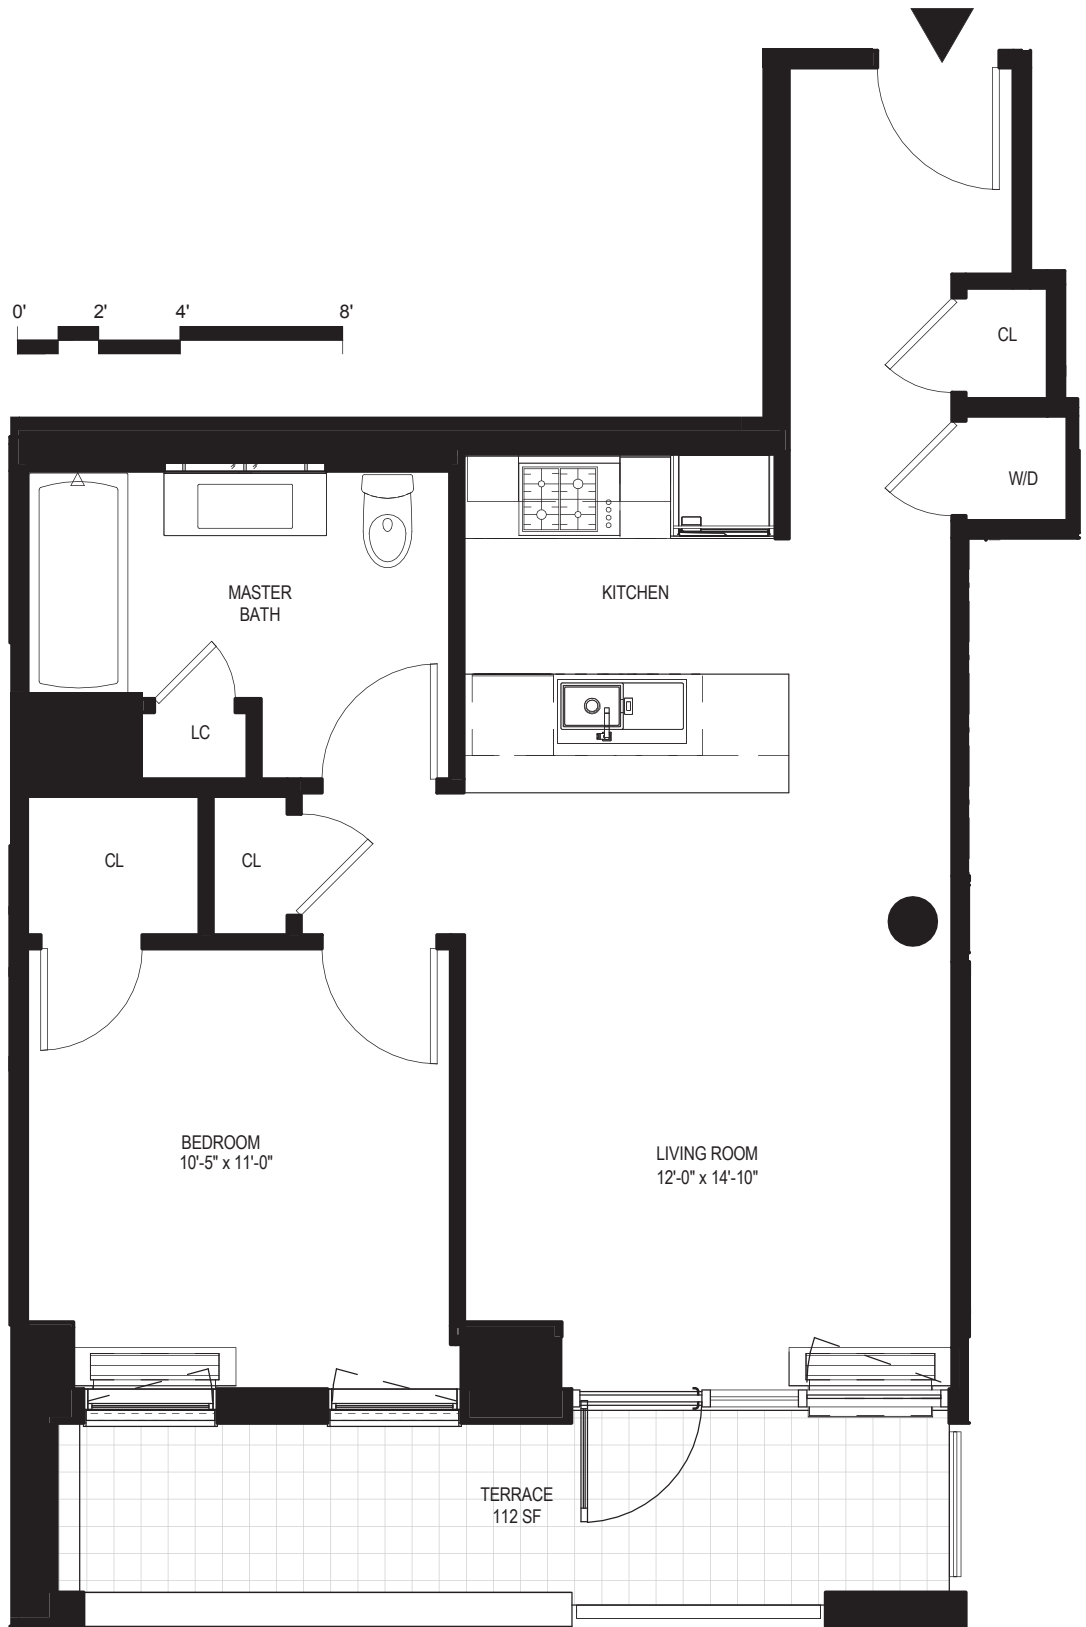 0' 2' 4' 8'
CL
W/D
MASTER
BATH
KITCHEN
LC
CL
CL
BEDROOM
10'-5" x 11'-0"
LIVING ROOM
12'-0" x 14'-10"
TERRACE
112 SF